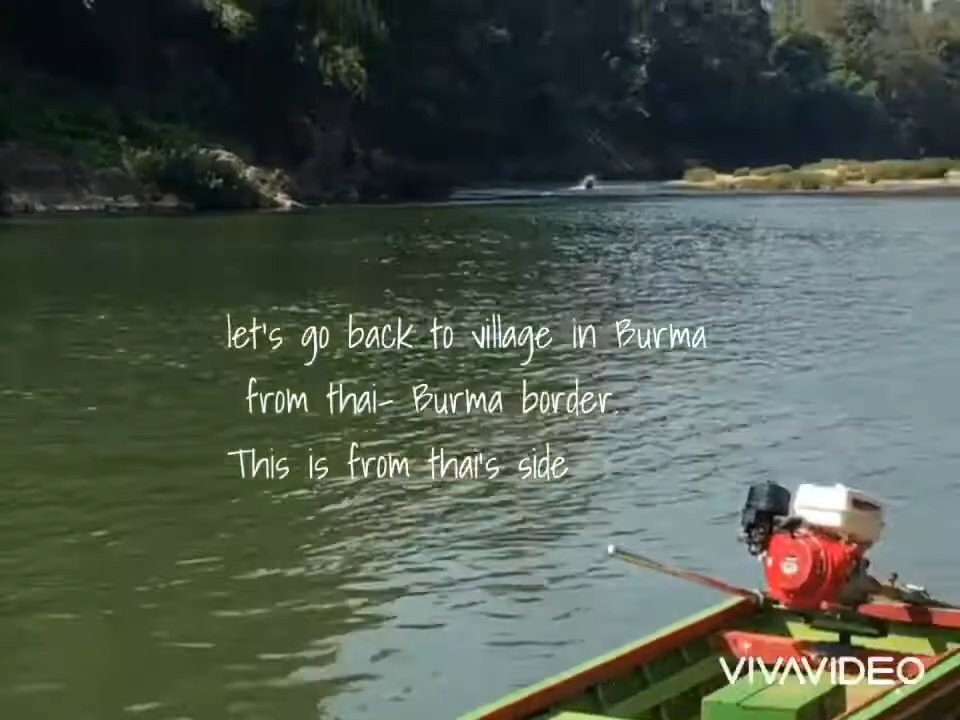 let's go back to village in Burma
from thai- Burma border.
This is from thai's side
VIVAVIDEO